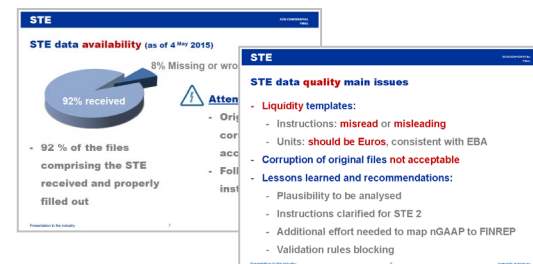 STE
STE data availability (as of 4 May 2015)
8% Missing or wro
92% received
Atten
- Orig
cor
acc
- Foll
inst
- 92 % of the files
comprising the STE
received and properly
filled out
Presentation to the industry
7
STE
STE data quality main issues
- Liquidity templates:
- Instructions: misread or misleading
- Units: should be Euros, consistent with EBA
- Corruption of original files not acceptable
- Lessons learned and recommendations:
- Plausibility to be analysed
- Instructions clarified for STE 2
- Additional effort needed to map nGAAP to FINREP
- Validation rules blocking